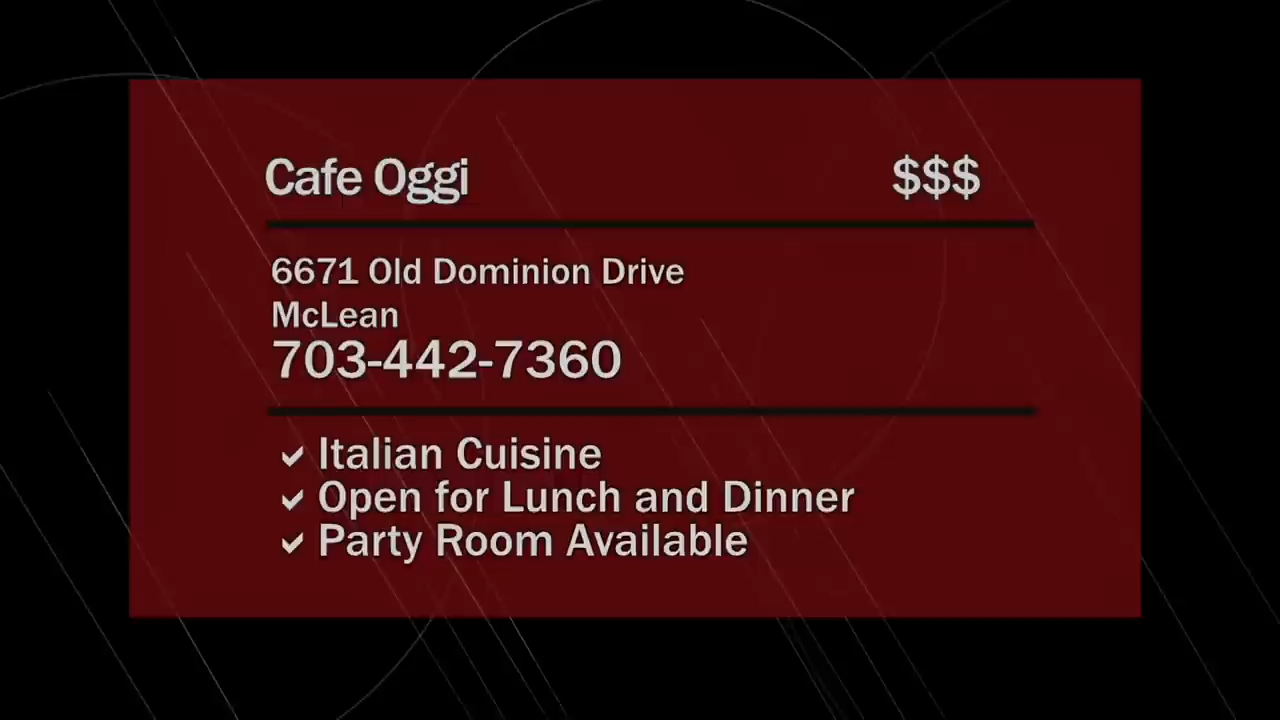 Cafe Oggi $$$
6671 Old Dominion Drive
McLean
703-442-7360
✓ Italian Cuisine
✓ Open for Lunch and Dinner
✓ Party Room Available